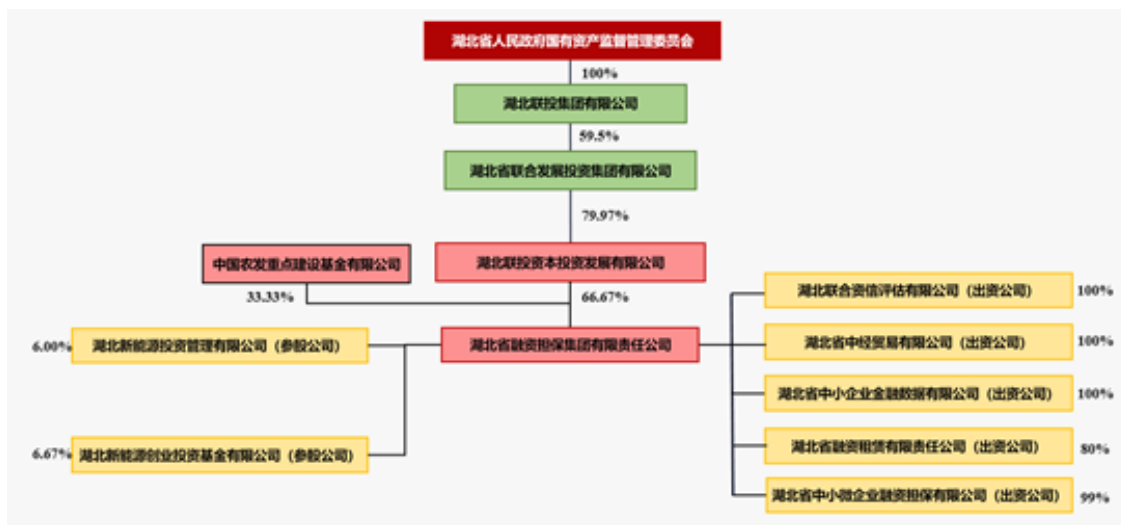 湖北省人民政府国有资产监督管理委员会
100%
湖北联投集团有限公司
59.5%
湖北省联合发展投资集团有限公司
79.97%
中国农发重点建设基金有限公司
湖北联投资本投资发展有限公司
33.33%
66.67%
湖北联合资信评估有限公司（出资公司）
100%
6.00%
湖北新能源投资管理有限公司（参股公司）
湖北省融资担保集团有限责任公司
湖北省中经贸易有限公司（出资公司）
100%
湖北省中小企业金融数据有限公司（出资公司）
100%
6.67%
湖北新能源创业投资基金有限公司（参股公司）
湖北省融资租赁有限责任公司（出资公司）
80%
湖北省中小微企业融资担保有限公司（出资公司）
99%